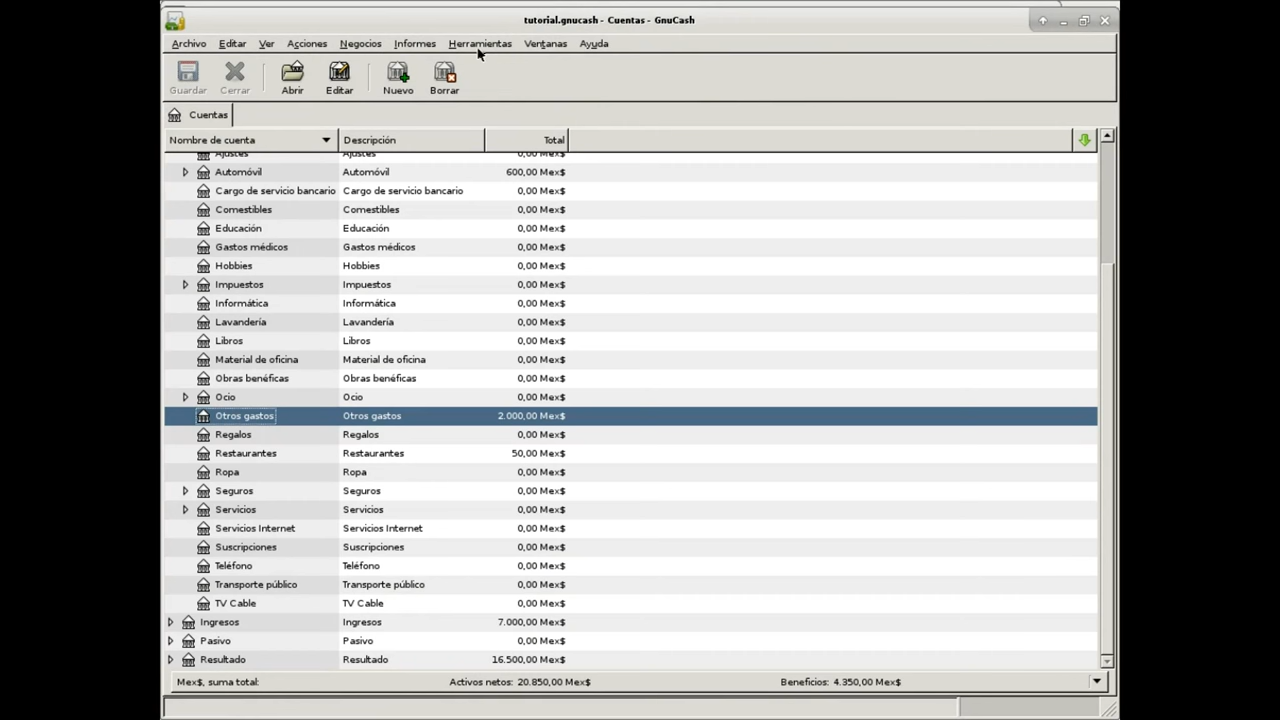 tutorial.gnucash - Cuentas - GnuCash
Archivo Editar Ver Acciones Negocios Informes Herramientas Ventanas Ayuda
Guardar Cerrar Abrir Editar Nuevo Borrar
Cuentas
Nombre de cuenta Descripción Total
Ajustes Ajustes 0,00 Mex$
Automóvil Automóvil 600,00 Mex$
Cargo de servicio bancario Cargo de servicio bancario 0,00 Mex$
Comestibles Comestibles 0,00 Mex$
Educación Educación 0,00 Mex$
Gastos médicos Gastos médicos 0,00 Mex$
Hobbies Hobbies 0,00 Mex$
Impuestos Impuestos 0,00 Mex$
Informática Informática 0,00 Mex$
Lavandería Lavandería 0,00 Mex$
Libros Libros 0,00 Mex$
Material de oficina Material de oficina 0,00 Mex$
Obras benéficas Obras benéficas 0,00 Mex$
Ocio Ocio 0,00 Mex$
Otros gastos Otros gastos 2.000,00 Mex$
Regalos Regalos 0,00 Mex$
Restaurantes Restaurantes 50,00 Mex$
Ropa Ropa 0,00 Mex$
Seguros Seguros 0,00 Mex$
Servicios Servicios 0,00 Mex$
Servicios Internet Servicios Internet 0,00 Mex$
Suscripciones Suscripciones 0,00 Mex$
Teléfono Teléfono 0,00 Mex$
Transporte público Transporte público 0,00 Mex$
TV Cable TV Cable 0,00 Mex$
Ingresos Ingresos 7.000,00 Mex$
Pasivo Pasivo 0,00 Mex$
Resultado Resultado 16.500,00 Mex$
Mex$, suma total: Activos netos: 20.850,00 Mex$ Beneficios: 4.350,00 Mex$